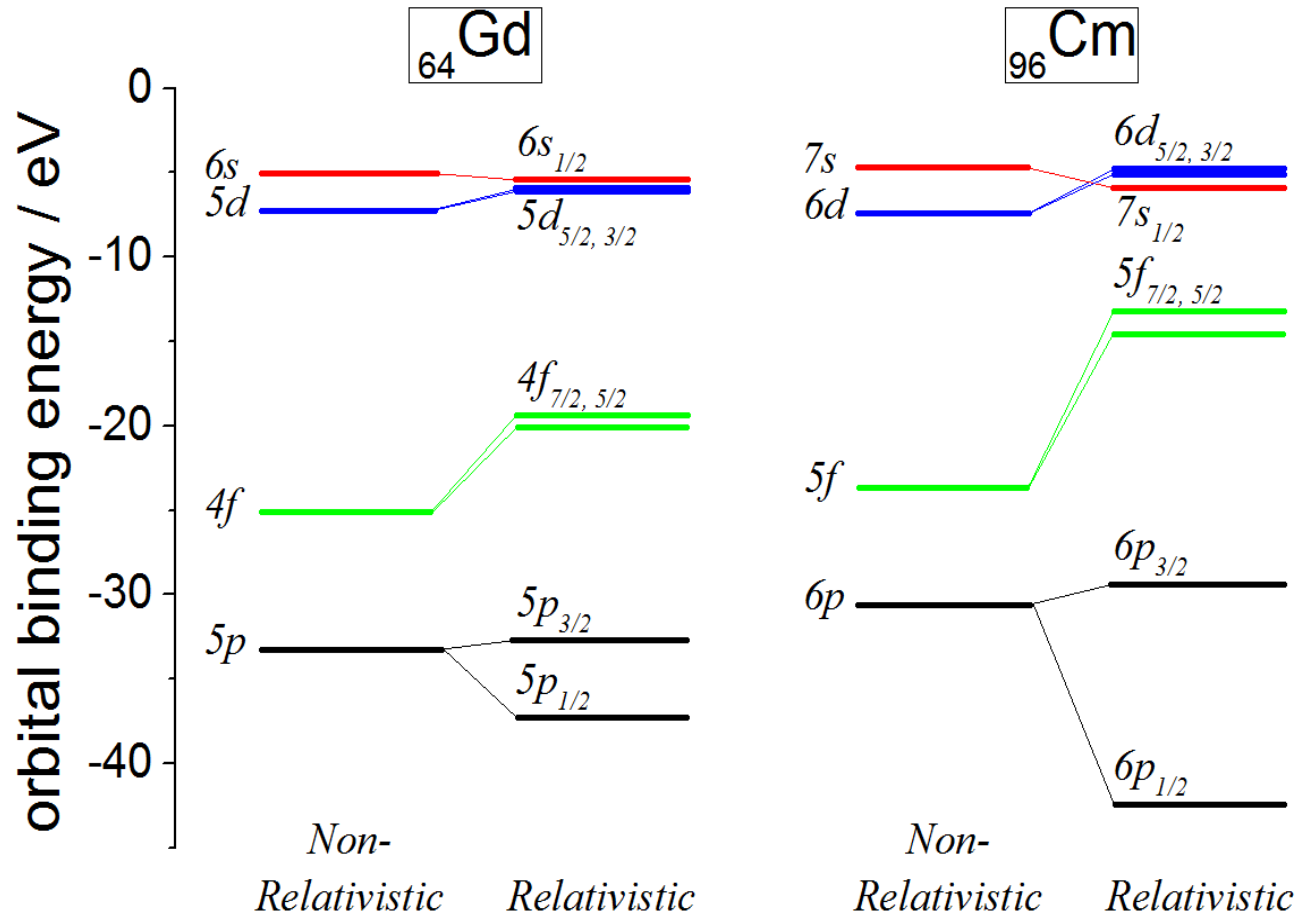 64Gd
96Cm
orbital binding energy / eV
0
-10
-20
-30
-40
6s
5d
4f
5p
6s1/2
5d5/2, 3/2
4f7/2, 5/2
5p3/2
5p1/2
7s
6d
5f
6p
6d5/2, 3/2
7s1/2
5f7/2, 5/2
6p3/2
6p1/2
Non-
Relativistic
Relativistic
Non-
Relativistic
Relativistic